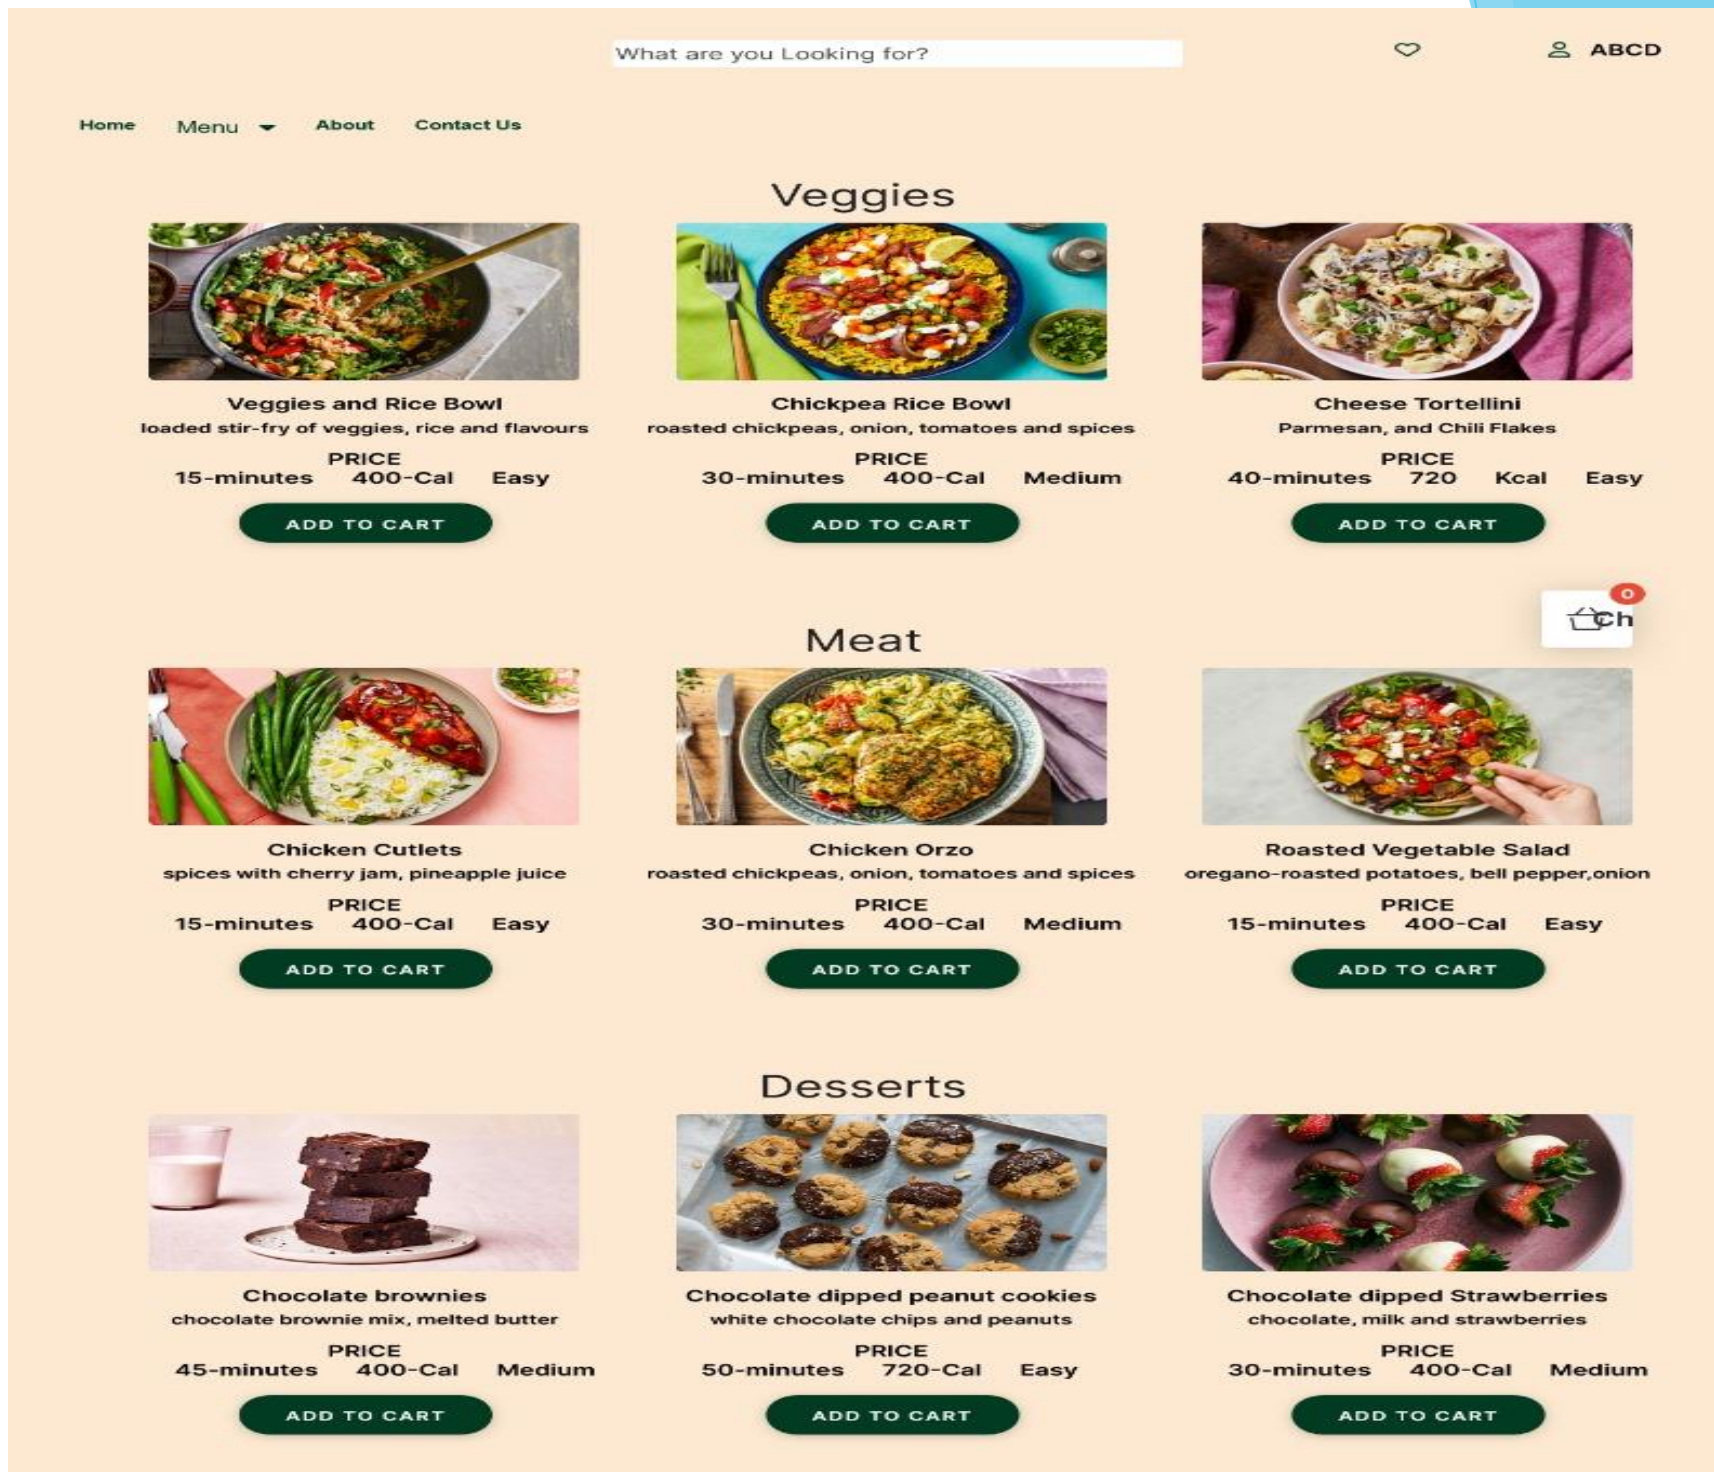 What are you Looking for?
ABCD
Home Menu About Contact Us
Veggies
Veggies and Rice Bowl
loaded stir-fry of veggies, rice and flavours
PRICE
15-minutes 400-Cal Easy
ADD TO CART
Chickpea Rice Bowl
roasted chickpeas, onion, tomatoes and spices
PRICE
30-minutes 400-Cal Medium
ADD TO CART
Cheese Tortellini
Parmesan, and Chili Flakes
PRICE
40-minutes 720 Kcal Easy
ADD TO CART
0
Ch
Meat
Chicken Cutlets
spices with cherry jam, pineapple juice
PRICE
15-minutes 400-Cal Easy
ADD TO CART
Chicken Orzo
roasted chickpeas, onion, tomatoes and spices
PRICE
30-minutes 400-Cal Medium
ADD TO CART
Roasted Vegetable Salad
oregano-roasted potatoes, bell pepper,onion
PRICE
15-minutes 400-Cal Easy
ADD TO CART
Desserts
Chocolate brownies
chocolate brownie mix, melted butter
PRICE
45-minutes 400-Cal Medium
ADD TO CART
Chocolate dipped peanut cookies
white chocolate chips and peanuts
PRICE
50-minutes 720-Cal Easy
ADD TO CART
Chocolate dipped Strawberries
chocolate, milk and strawberries
PRICE
30-minutes 400-Cal Medium
ADD TO CART